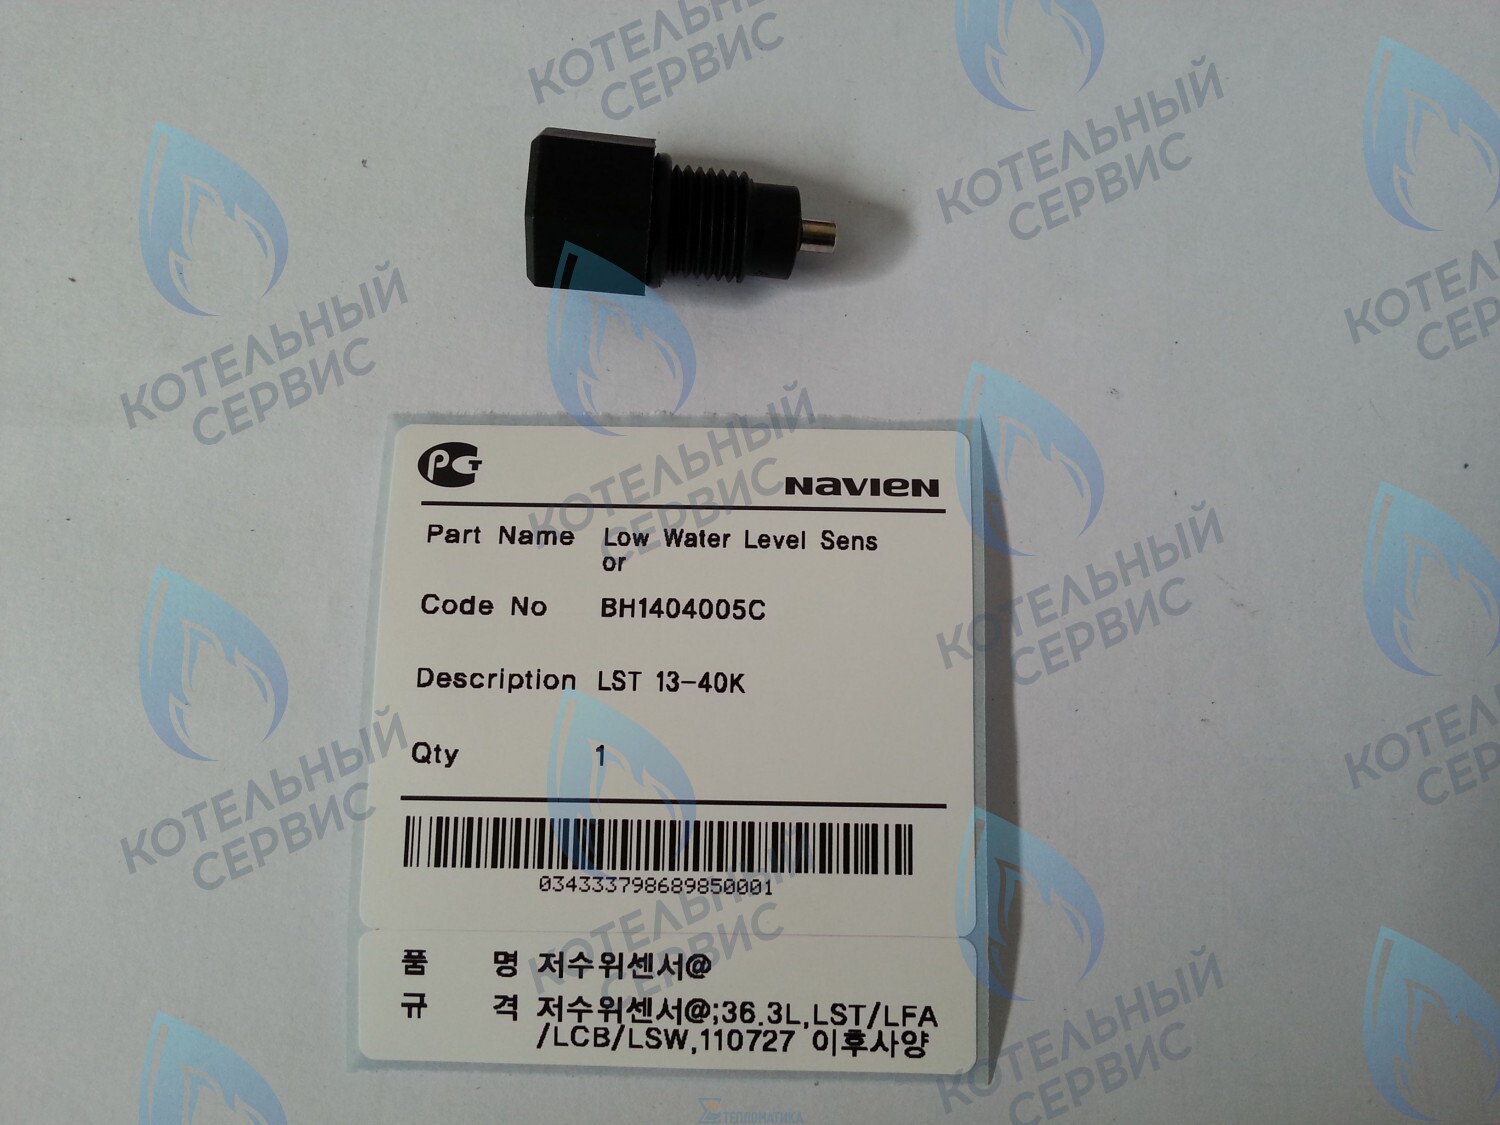 РСТ
NAVIEN
Part Name Low Water Level Sens
or
Code No BH1404005C
Description LST 13-40K
Qty 1
034333798689850001
품 명 저수위센서@
규 격 저수위센서@;36.3L,LST/LFA
/LCB/LSW,110727 이후사양
КОТЕЛЬНЫЙ
СЕРВИС
ТЕПЛОМАТИКА